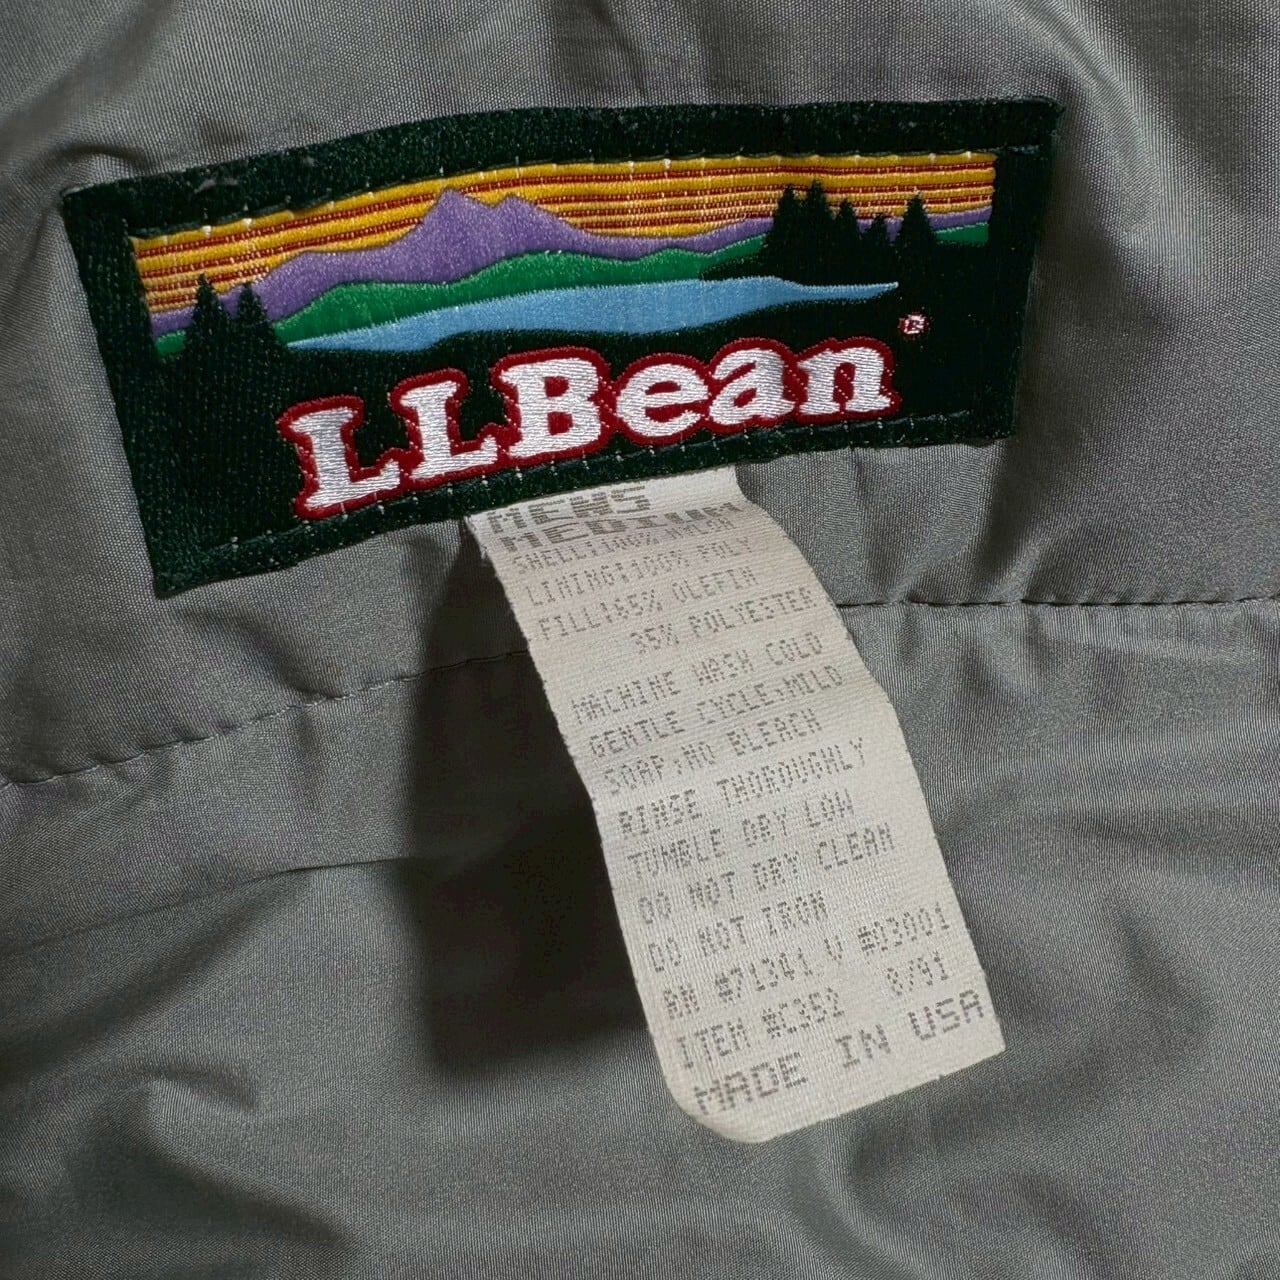 LLBean®
MENS
MEDIUM
SHELL:100% NYLON
LINING:100% POLY
FILL:65% OLEFIN
35% POLYESTER
MACHINE WASH COLD
GENTLE CYCLE,MILD
SOAP,NO BLEACH
RINSE THOROUGHLY
TUMBLE DRY LOW
DO NOT DRY CLEAN
DO NOT IRON
RN #71341 V #D3001
ITEM #C352 8/91
MADE IN USA